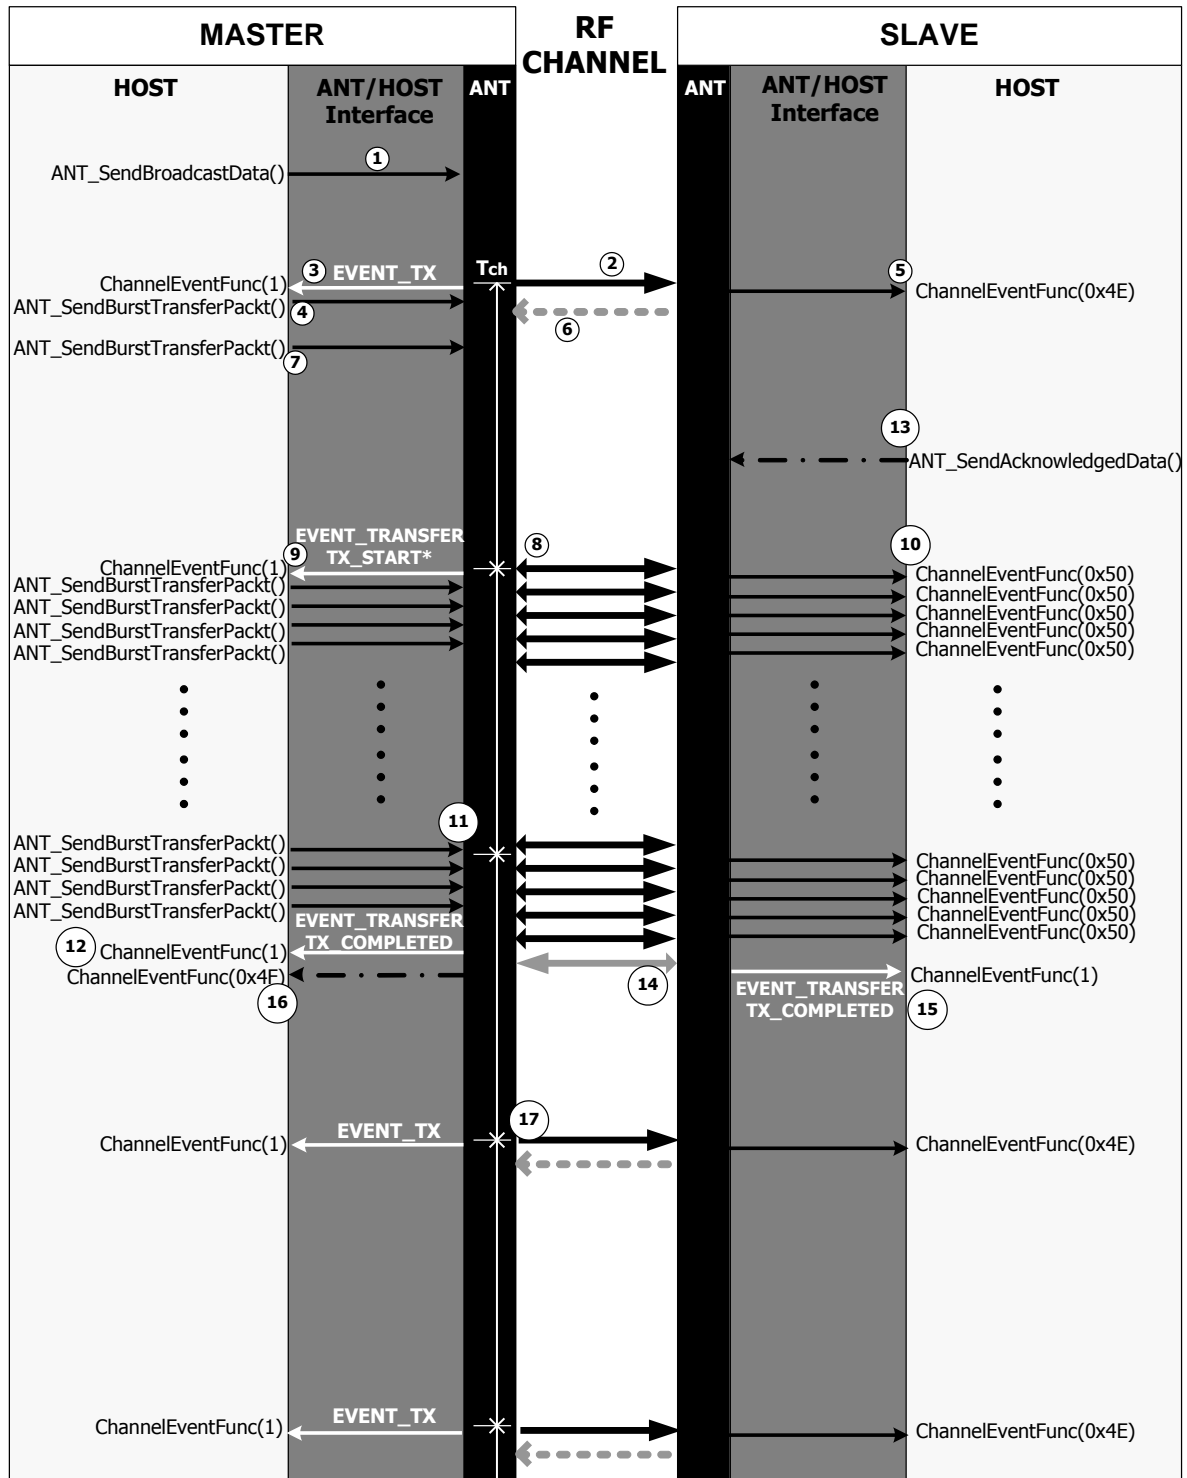 MASTER
RF
CHANNEL
SLAVE
HOST
ANT/HOST
Interface
ANT
ANT
ANT/HOST
Interface
HOST
1
ANT_SendBroadcastData()
3
EVENT_TX
Tch
2
5
ChannelEventFunc(1)
ChannelEventFunc(0x4E)
ANT_SendBurstTransferPackt()
4
6
ANT_SendBurstTransferPackt()
7
13
ANT_SendAcknowledgedData()
EVENT_TRANSFER
TX_START*
9
8
10
ChannelEventFunc(1)
ChannelEventFunc(0x50)
ANT_SendBurstTransferPackt()
ChannelEventFunc(0x50)
ANT_SendBurstTransferPackt()
ChannelEventFunc(0x50)
ANT_SendBurstTransferPackt()
ChannelEventFunc(0x50)
ANT_SendBurstTransferPackt()
ChannelEventFunc(0x50)
11
ANT_SendBurstTransferPackt()
ChannelEventFunc(0x50)
ANT_SendBurstTransferPackt()
ChannelEventFunc(0x50)
ANT_SendBurstTransferPackt()
ChannelEventFunc(0x50)
ANT_SendBurstTransferPackt()
ChannelEventFunc(0x50)
EVENT_TRANSFER
TX_COMPLETED
ChannelEventFunc(0x50)
12
ChannelEventFunc(1)
ChannelEventFunc(0x4F)
16
14
ChannelEventFunc(1)
EVENT_TRANSFER
TX_COMPLETED
15
17
EVENT_TX
ChannelEventFunc(1)
ChannelEventFunc(0x4E)
EVENT_TX
ChannelEventFunc(1)
ChannelEventFunc(0x4E)